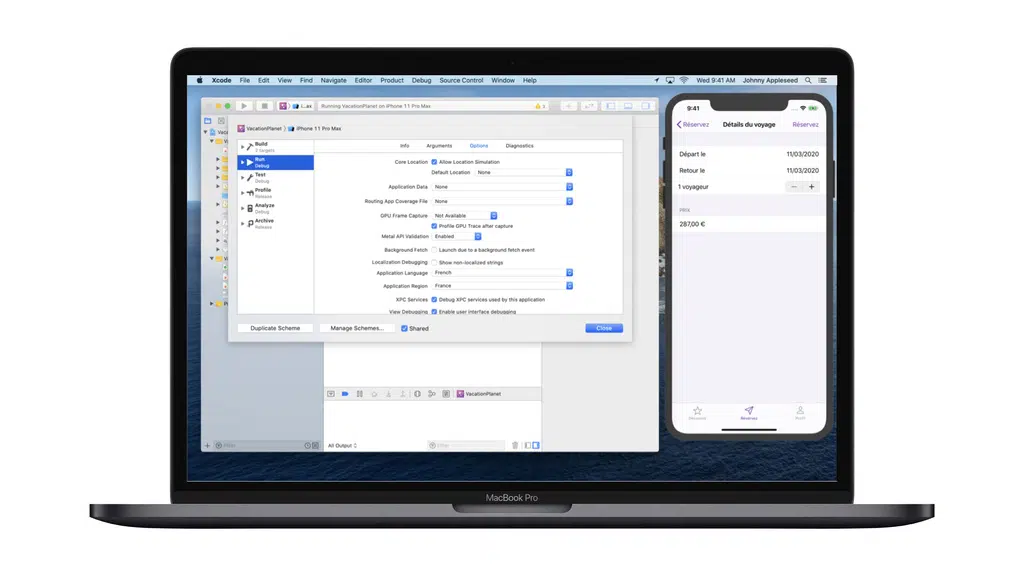 Xcode File Edit View Find Navigate Editor Product Debug Source Control Window Help Wed 9:41 AM Johnny Appleseed
Running VacationPlanet on iPhone 11 Pro Max
VacationPlanet iPhone 11 Pro Max
Build
2 targets
Run
Debug
Test
Debug
Profile
Release
Analyze
Debug
Archive
Release
Info Arguments Options Diagnostics
Core Location Allow Location Simulation
Default Location None
Application Data None
Routing App Coverage File None
GPU Frame Capture Not Available
Profile GPU Trace after capture
Metal API Validation Enabled
Background Fetch Launch due to a background fetch event
Localization Debugging Show non-localized strings
Application Language French
Application Region France
XPC Services Debug XPC services used by this application
View Debugging Enable user interface debugging
Duplicate Scheme Manage Schemes... Shared Close
VacationPlanet
Filter All Output Filter
9:41
Réservez Détails du voyage Réservez
Départ le 11/03/2020
Retour le 11/03/2020
1 voyageur − +
PRIX
287,00 €
Réservez
MacBook Pro